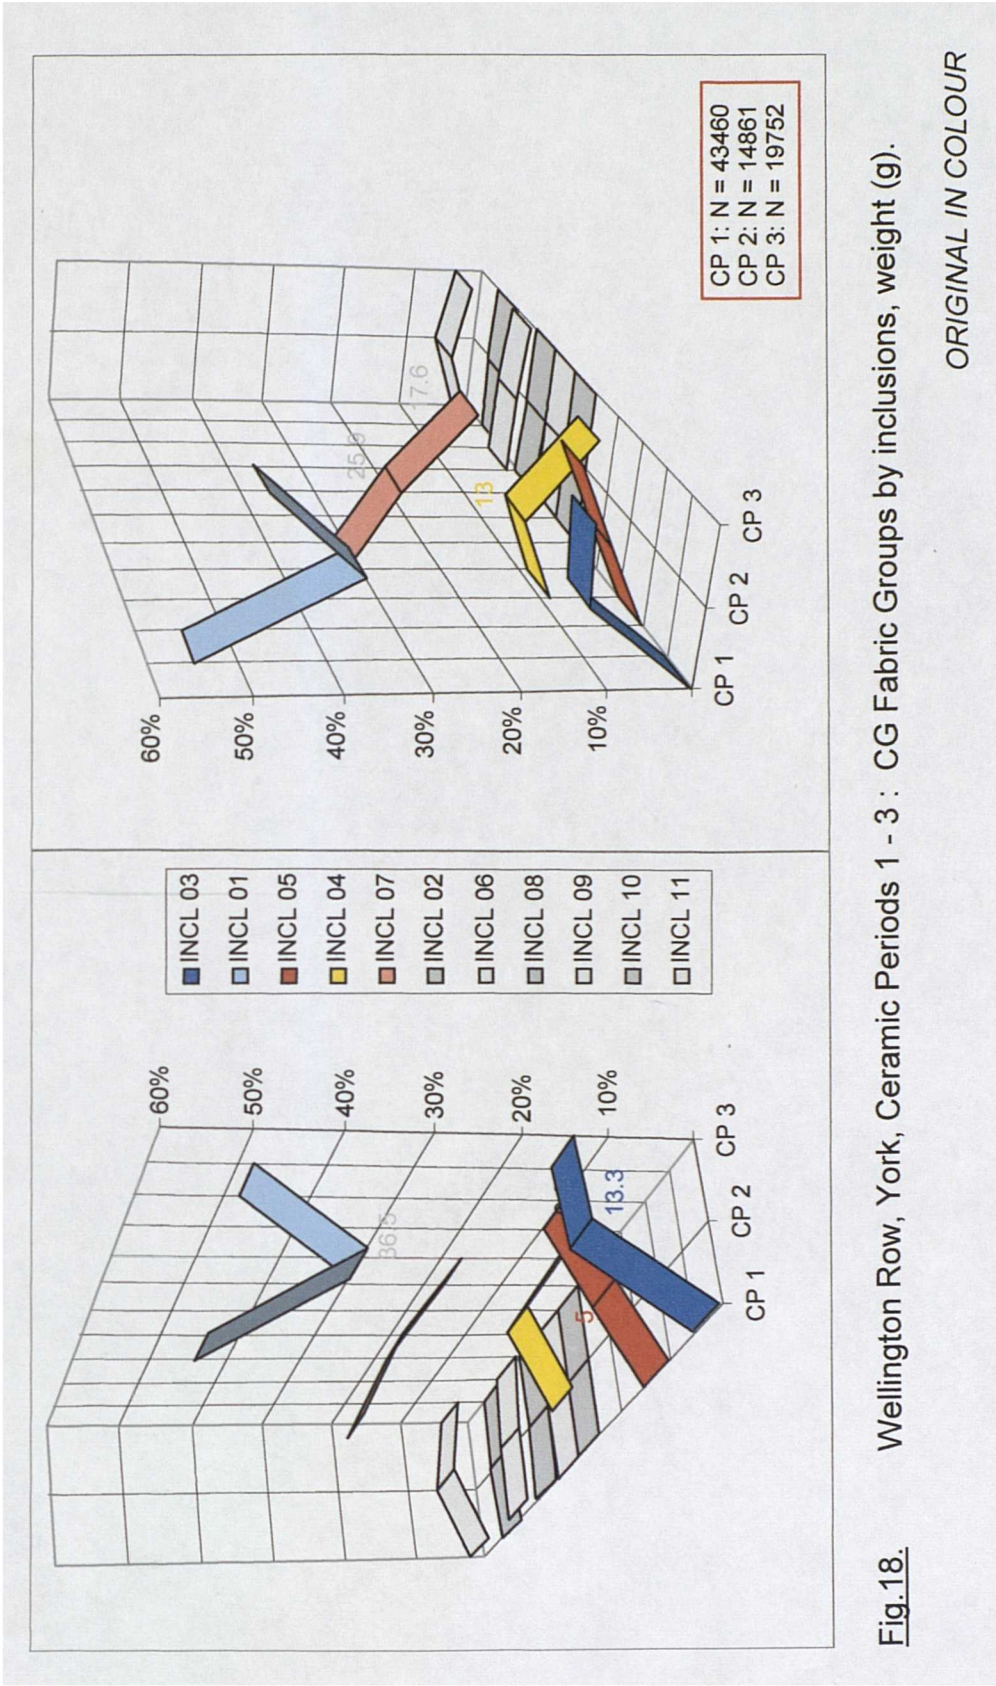 60%
50%
40%
30%
20%
10%
36.5
13.3
5
CP 1
CP 2
CP 3
INCL 03
INCL 01
INCL 05
INCL 04
INCL 07
INCL 02
INCL 06
INCL 08
INCL 09
INCL 10
INCL 11
60%
50%
40%
30%
20%
10%
17.6
13
CP 1
CP 2
CP 3
CP 1: N = 43460
CP 2: N = 14861
CP 3: N = 19752
Fig.18. Wellington Row, York, Ceramic Periods 1 - 3 : CG Fabric Groups by inclusions, weight (g).
ORIGINAL IN COLOUR